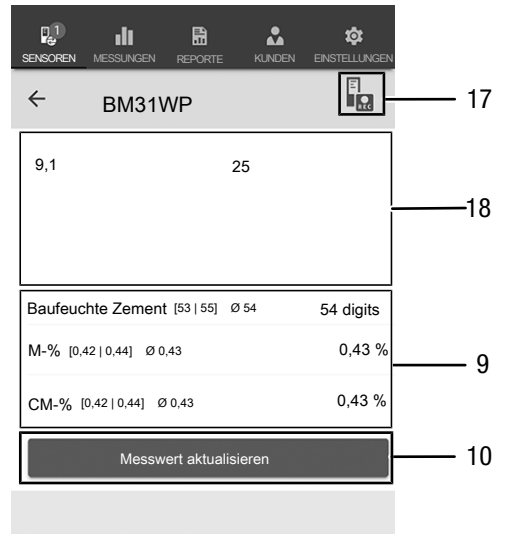 1
SENSOREN MESSUNGEN REPORTE KUNDEN EINSTELLUNGEN
BM31WP
REC
17
9,1 25
18
Baufeuchte Zement [53 | 55] Ø 54 54 digits
M-% [0,42 | 0,44] Ø 0,43 0,43 %
9
CM-% [0,42 | 0,44] Ø 0,43 0,43 %
Messwert aktualisieren
10